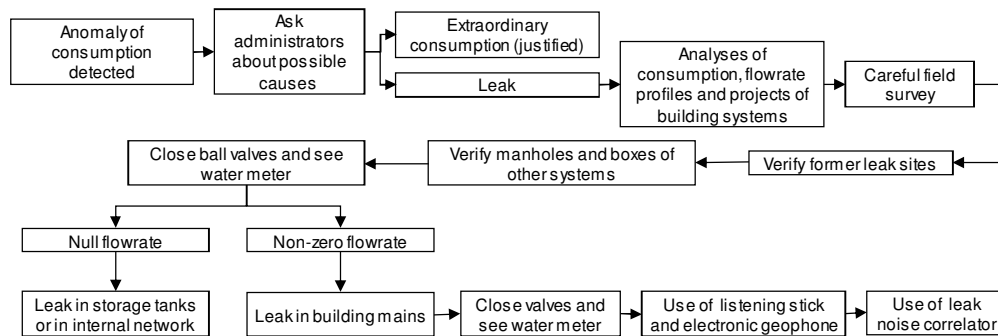 Anomaly of
consumption
detected
Ask
administrators
about possible
causes
Extraordinary
consumption (justified)
Leak
Analyses of
consumption, flowrate
profiles and projects of
building systems
Careful field
survey
Verify former leak sites
Verify manholes and boxes of
other systems
Close ball valves and see
water meter
Null flowrate
Non-zero flowrate
Leak in storage tanks
or in internal network
Leak in building mains
Close valves and
see water meter
Use of listening stick
and electronic geophone
Use of leak
noise correlator